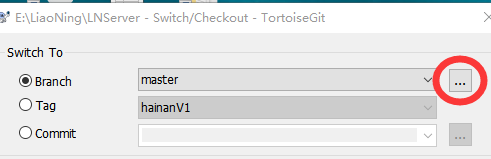 E:\LiaoNing\LNServer - Switch/Checkout - TortoiseGit
Switch To
Branch master ...
Tag hainanV1
Commit ...